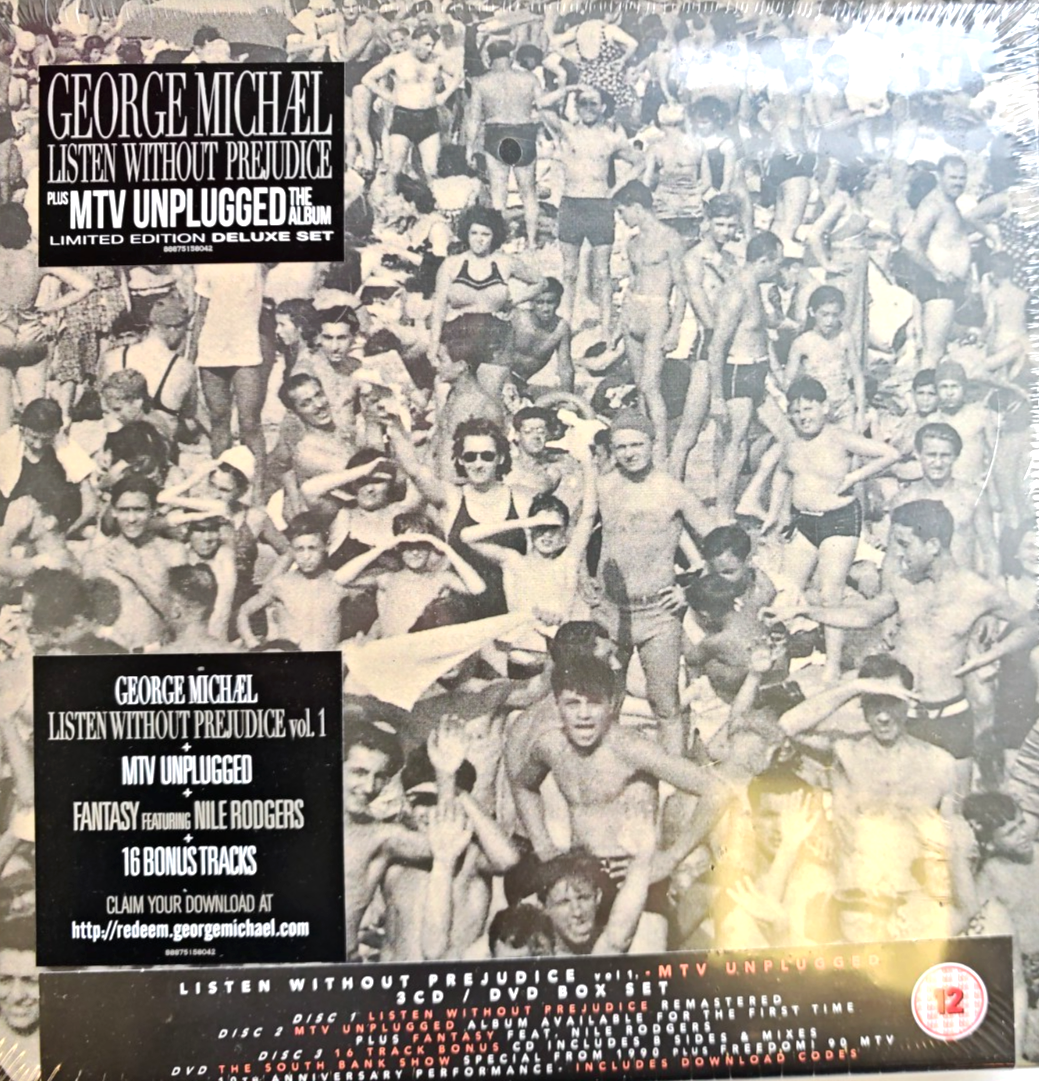 GEORGE MICHÆL
LISTEN WITHOUT PREJUDICE
PLUS MTV UNPLUGGED THE ALBUM
LIMITED EDITION DELUXE SET
88875158042
GEORGE MICHÆL
LISTEN WITHOUT PREJUDICE vol. 1
+
MTV UNPLUGGED
+
FANTASY FEATURING NILE RODGERS
+
16 BONUS TRACKS
CLAIM YOUR DOWNLOAD AT
http://redeem.georgemichael.com
88875158042
LISTEN WITHOUT PREJUDICE vol 1. • MTV UNPLUGGED
3CD / DVD BOX SET
DISC 1 LISTEN WITHOUT PREJUDICE REMASTERED
DISC 2 MTV UNPLUGGED ALBUM AVAILABLE FOR THE FIRST TIME
PLUS FANTASY FEAT. NILE RODGERS
DISC 3 16 TRACK BONUS CD INCLUDES B SIDES & MIXES
DVD THE SOUTH BANK SHOW SPECIAL FROM 1990 PLUS FREEDOM! 90 MTV
10TH ANNIVERSARY PERFORMANCE. INCLUDES DOWNLOAD CODES
12